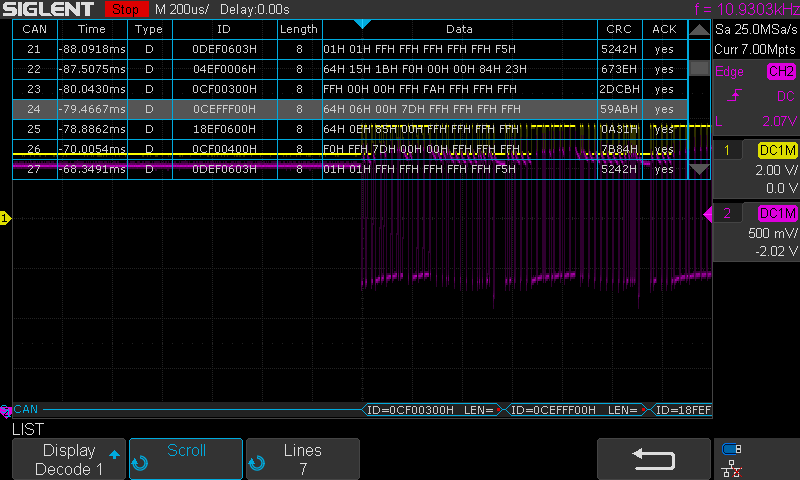 SIGLENT Stop M 200us/ Delay:0.00s f = 10.9303kHz
Sa 25.0MSa/s
Curr 7.00Mpts
CAN Time Type ID Length Data CRC ACK
21 -88.0918ms D 0DEF0603H 8 01H 01H FFH FFH FFH FFH FFH F5H 5242H yes
22 -87.5075ms D 04EF0006H 8 64H 15H 1BH F0H 00H 00H 84H 23H 673EH yes
23 -80.0430ms D 0CF00300H 8 FFH 00H 00H FFH FAH FFH FFH FFH 2DCBH yes
24 -79.4667ms D 0CEFFF00H 8 64H 06H 00H 7DH FFH FFH FFH FFH 59ABH yes
25 -78.8862ms D 18EF0600H 8 64H 0EH 85H 00H FFH FFH FFH FFH 0A31H yes
26 -70.0054ms D 0CF00400H 8 F0H FFH 7DH 00H 00H FFH FFH FFH 7B84H yes
27 -68.3491ms D 0DEF0603H 8 01H 01H FFH FFH FFH FFH FFH F5H 5242H yes
Edge CH2
DC
L 2.07V
1 DC1M
2.00 V/
0.0 V
2 DC1M
500 mV/
-2.02 V
1
CAN ID=0CF00300H LEN= ID=0CEFFF00H LEN= ID=18FEF
LIST
Display
Decode 1
Scroll
Lines
7